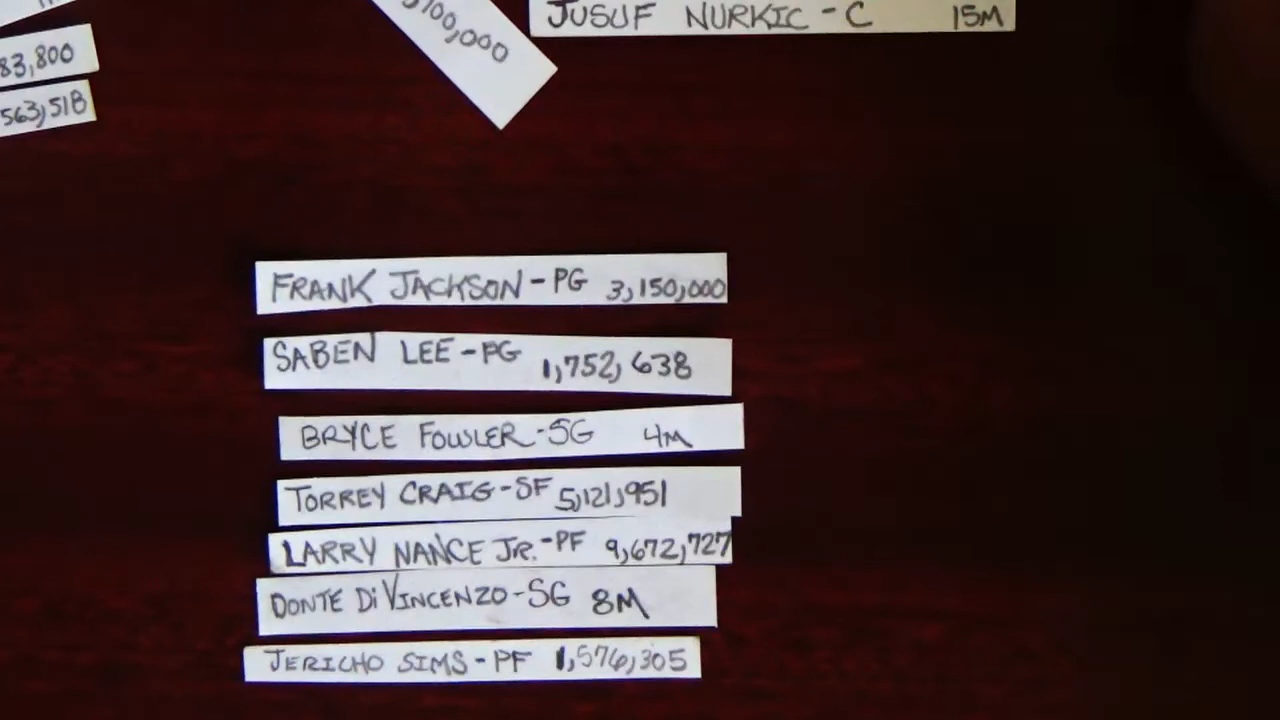 83,800
563,518
100,000
JUSUF NURKIC - C 15M
FRANK JACKSON - PG 3,150,000
SABEN LEE - PG 1,752,638
BRYCE FOWLER - SG 4M
TORREY CRAIG - SF 5,121,951
LARRY NANCE JR. - PF 9,672,727
DONTE DiVINCENZO - SG 8M
JERICHO SIMS - PF 1,576,305